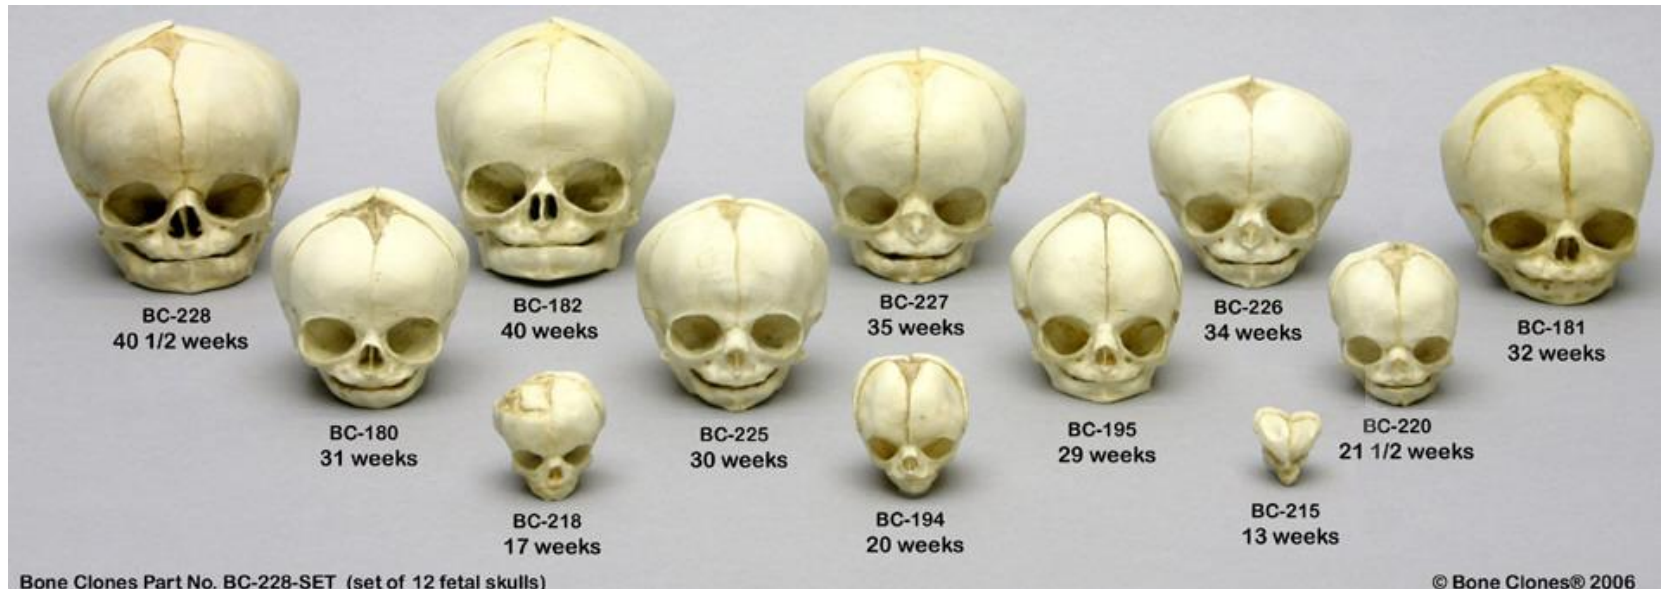 BC-228
40 1/2 weeks
BC-182
40 weeks
BC-227
35 weeks
BC-226
34 weeks
BC-181
32 weeks
BC-180
31 weeks
BC-225
30 weeks
BC-195
29 weeks
BC-220
21 1/2 weeks
BC-218
17 weeks
BC-194
20 weeks
BC-215
13 weeks
Bone Clones Part No. BC-228-SET (set of 12 fetal skulls)
© Bone Clones® 2006